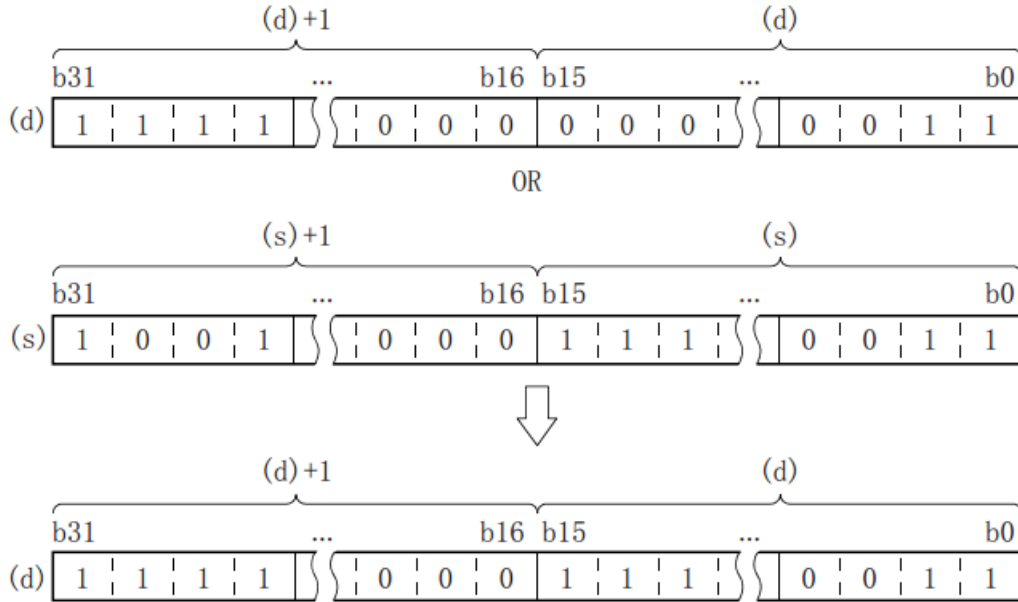 (d)+1 (d)
b31 ... b16 b15 ... b0
(d) 1 1 1 1 0 0 0 0 0 0 0 0 1 1
OR
(s)+1 (s)
b31 ... b16 b15 ... b0
(s) 1 0 0 1 0 0 0 1 1 1 0 0 1 1
(d)+1 (d)
b31 ... b16 b15 ... b0
(d) 1 1 1 1 0 0 0 1 1 1 0 0 1 1